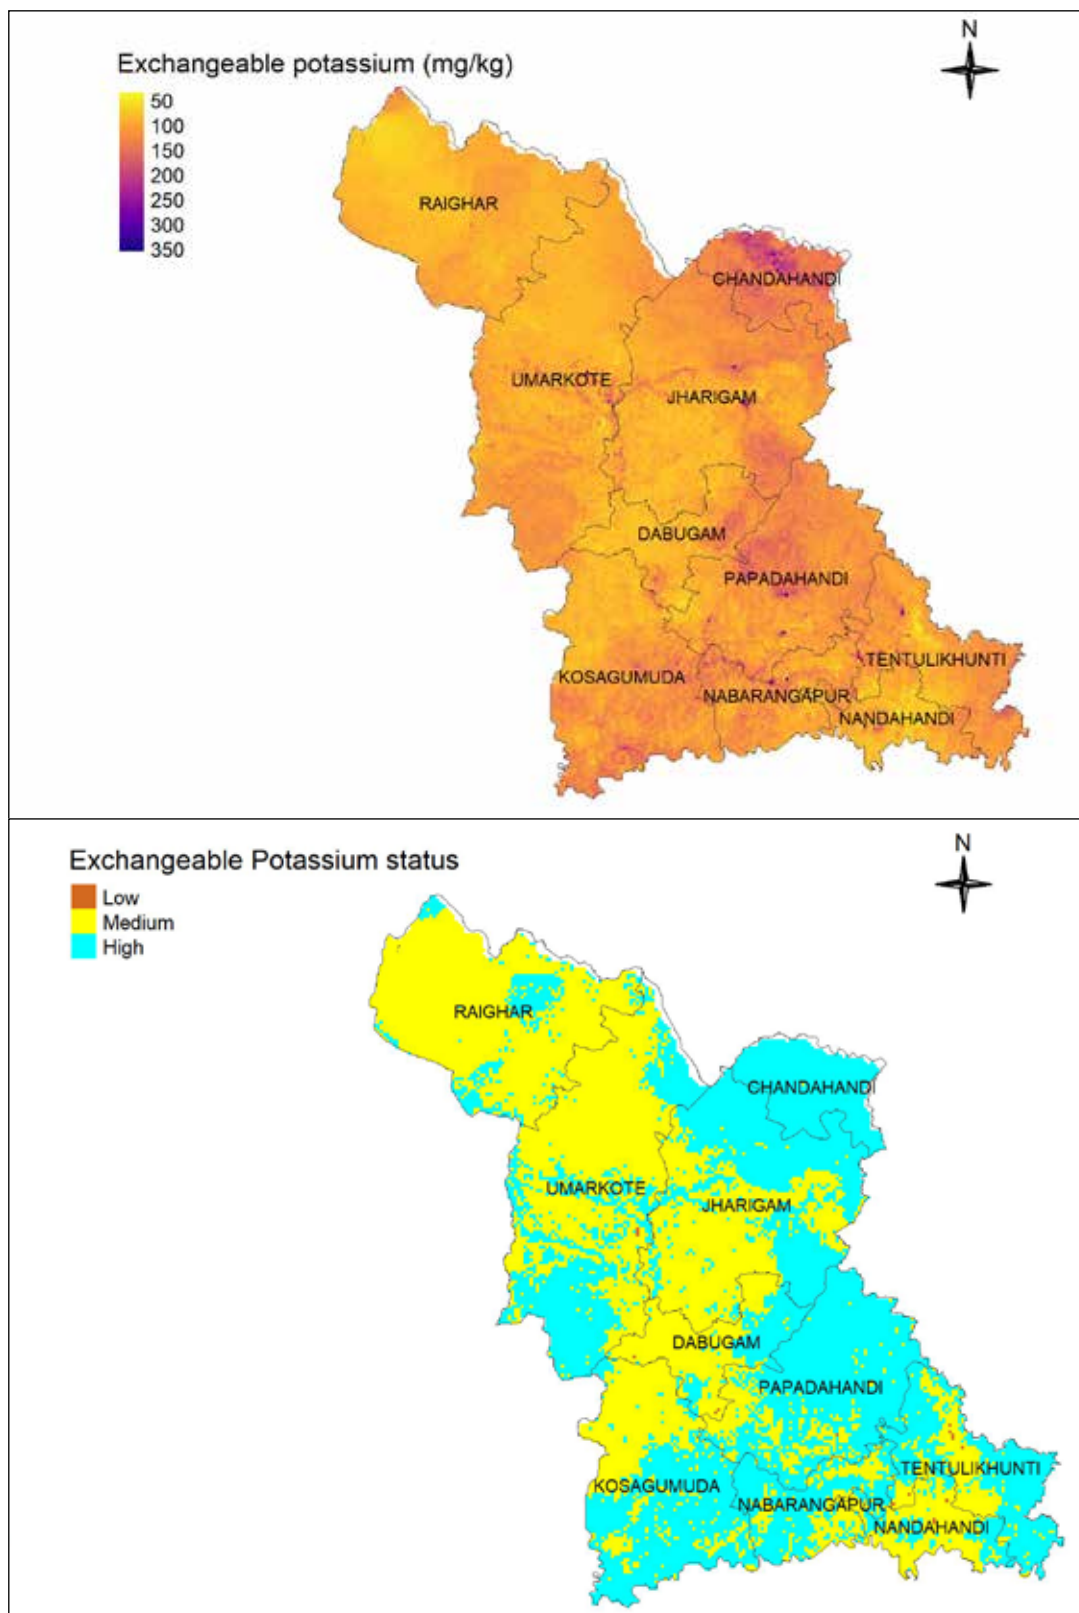 N
Exchangeable potassium (mg/kg)
50
100
150
200
250
300
350
RAIGHAR
CHANDAHANDI
UMARKOTE
JHARIGAM
DABUGAM
PAPADAHANDI
TENTULIKHUNTI
KOSAGUMUDA
NABARANGAPUR
NANDAHANDI
N
Exchangeable Potassium status
Low
Medium
High
RAIGHAR
CHANDAHANDI
UMARKOTE
JHARIGAM
DABUGAM
PAPADAHANDI
TENTULIKHUNTI
KOSAGUMUDA
NABARANGAPUR
NANDAHANDI